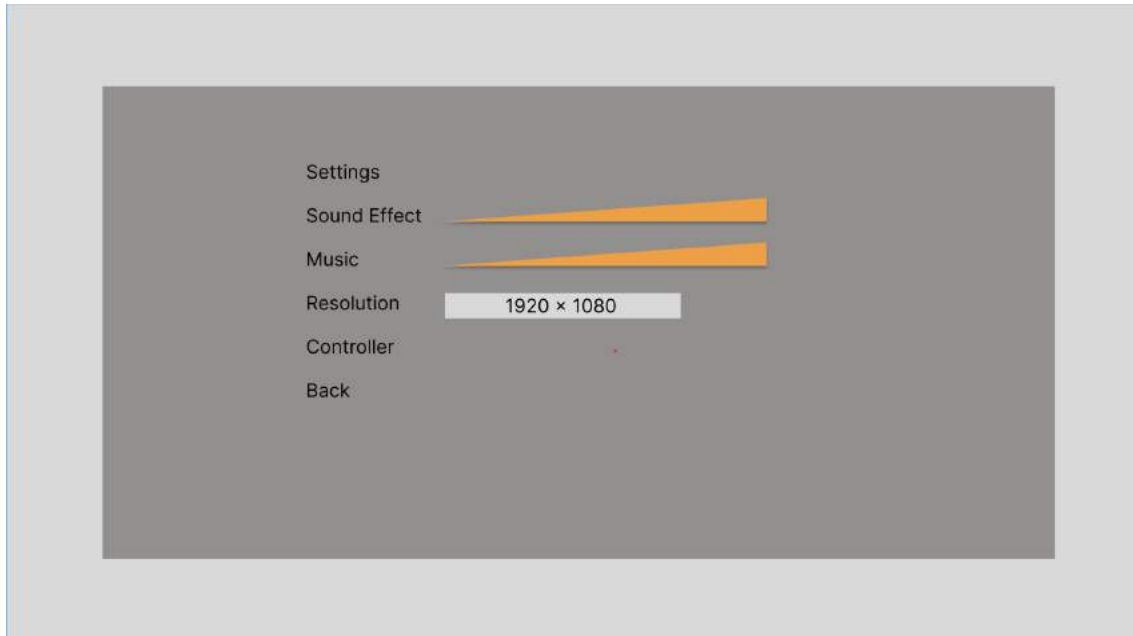 Settings
Sound Effect
Music
Resolution 1920 × 1080
Controller
Back